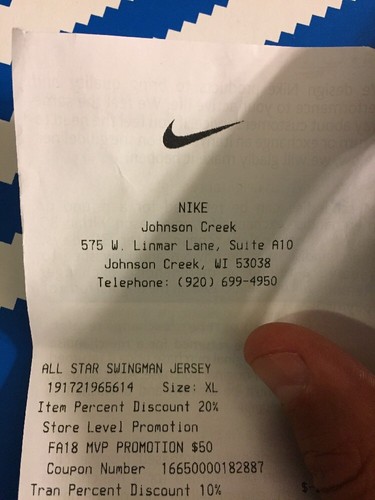 NIKE
Johnson Creek
575 W. Linmar Lane, Suite A10
Johnson Creek, WI 53038
Telephone: (920) 699-4950
ALL STAR SWINGMAN JERSEY
191721965614 Size: XL
Item Percent Discount 20%
Store Level Promotion
FA18 MVP PROMOTION $50
Coupon Number 16650000182887
Tran Percent Discount 10%